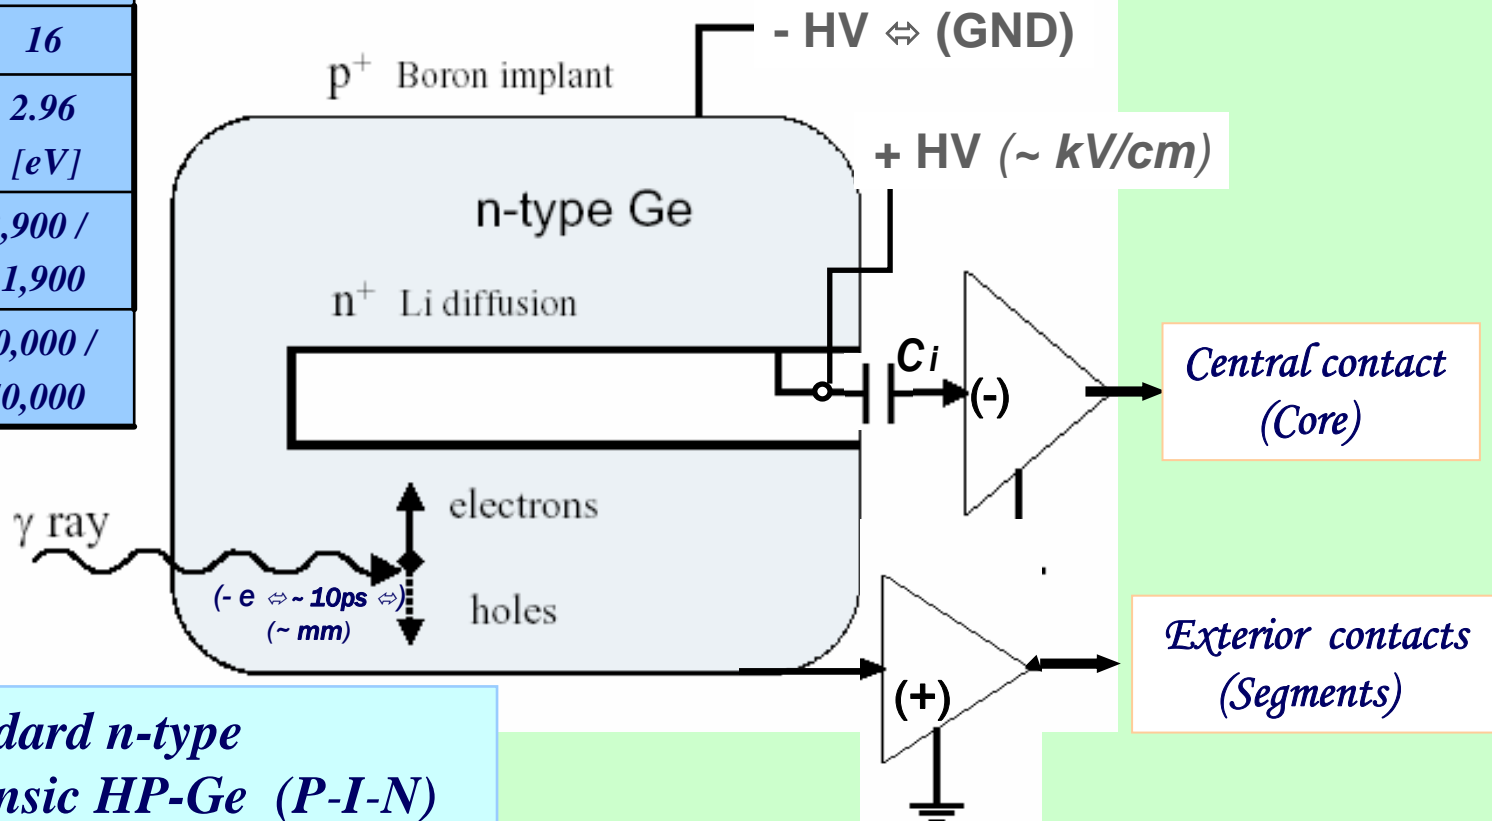 - HV ⇔ (GND)
16
p+ Boron implant
2.96
[eV]
+ HV (~ kV/cm)
n-type Ge
,900 /
1,900
n+ Li diffusion
0,000 /
0,000
Ci
(-)
Central contact
(Core)
electrons
γ ray
(- e ⇔ ~ 10ps ⇔)
(~ mm)
holes
Exterior contacts
(Segments)
(+)
dard n-type
nsic HP-Ge (P-I-N)